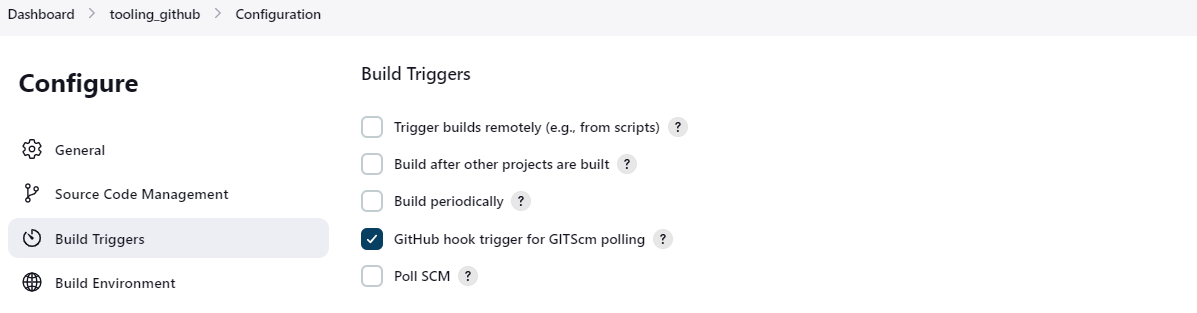 Dashboard > tooling_github > Configuration
Configure
General
Source Code Management
Build Triggers
Build Environment
Build Triggers
Trigger builds remotely (e.g., from scripts) ?
Build after other projects are built ?
Build periodically ?
GitHub hook trigger for GITScm polling ?
Poll SCM ?